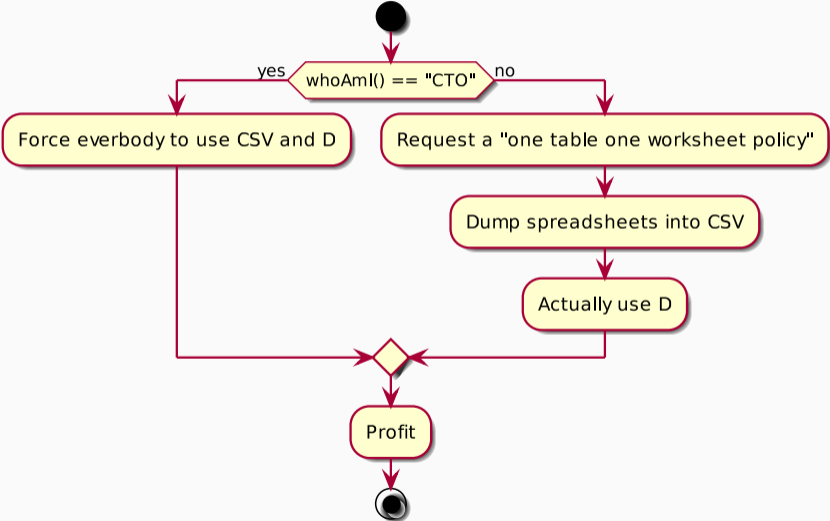 whoAmI() == "CTO"
yes
no
Force everbody to use CSV and D
Request a "one table one worksheet policy"
Dump spreadsheets into CSV
Actually use D
Profit